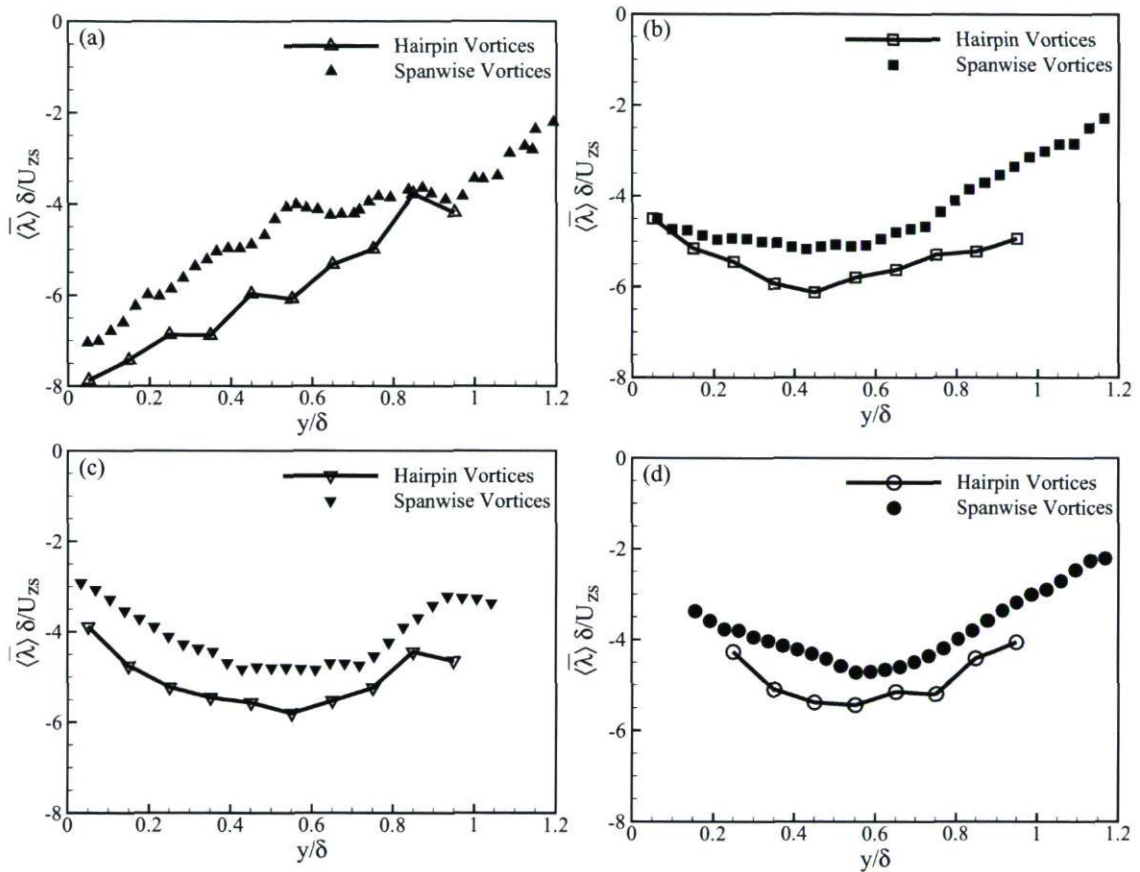 (a)
Hairpin Vortices
Spanwise Vortices
0
-2
-4
-6
-8
⟨λ̅⟩ δ/U_zs
0 0.2 0.4 0.6 0.8 1 1.2
y/δ
(b)
Hairpin Vortices
Spanwise Vortices
0
-2
-4
-6
-8
⟨λ̅⟩ δ/U_zs
0.2 0.4 0.6 0.8 1 1.2
y/δ
(c)
Hairpin Vortices
Spanwise Vortices
0
-2
-4
-6
-8
⟨λ̅⟩ δ/U_zs
0 0.2 0.4 0.6 0.8 1 1.2
y/δ
(d)
Hairpin Vortices
Spanwise Vortices
0
-2
-4
-6
-8
⟨λ̅⟩ δ/U_zs
0.2 0.4 0.6 0.8 1 1.2
y/δ